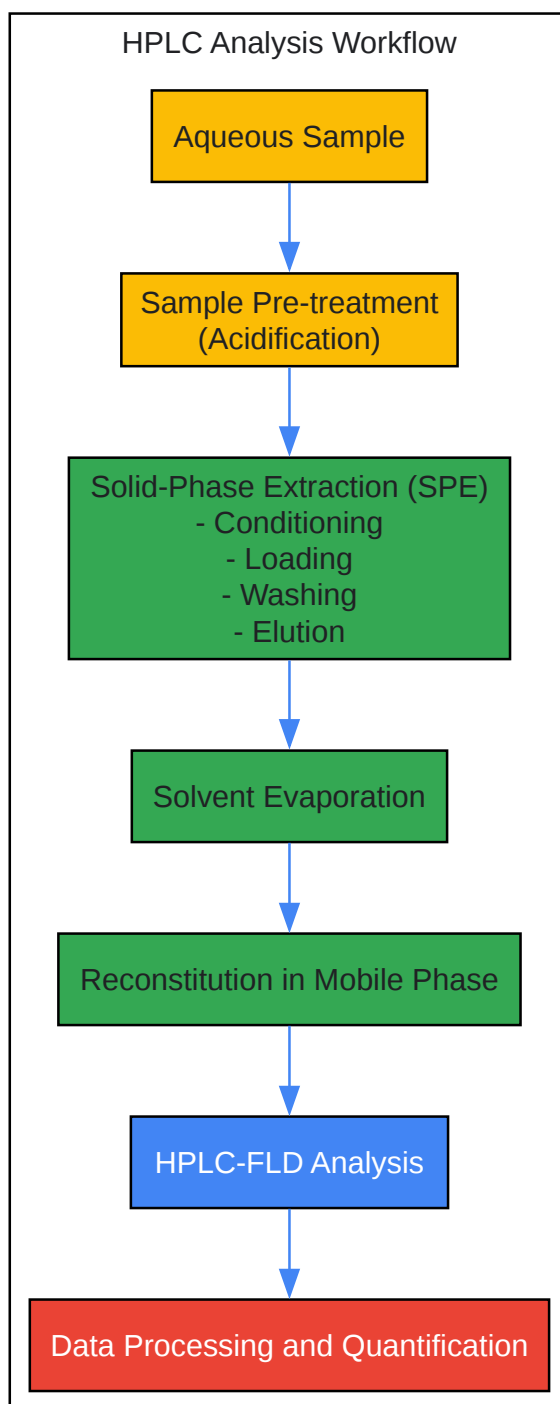 HPLC Analysis Workflow
Aqueous Sample
Sample Pre-treatment
(Acidification)
Solid-Phase Extraction (SPE)
- Conditioning
- Loading
- Washing
- Elution
Solvent Evaporation
Reconstitution in Mobile Phase
HPLC-FLD Analysis
Data Processing and Quantification